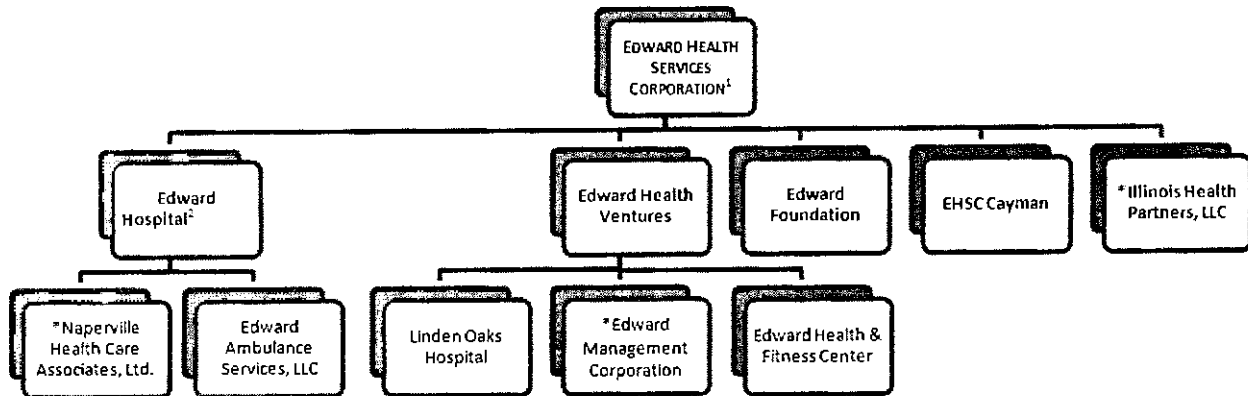 EDWARD HEALTH
SERVICES
CORPORATION¹
Edward
Hospital²
Edward Health
Ventures
Edward
Foundation
EHSC Cayman
*Illinois Health
Partners, LLC
*Naperville
Health Care
Associates, Ltd.
Edward
Ambulance
Services, LLC
Linden Oaks
Hospital
*Edward
Management
Corporation
Edward Health &
Fitness Center